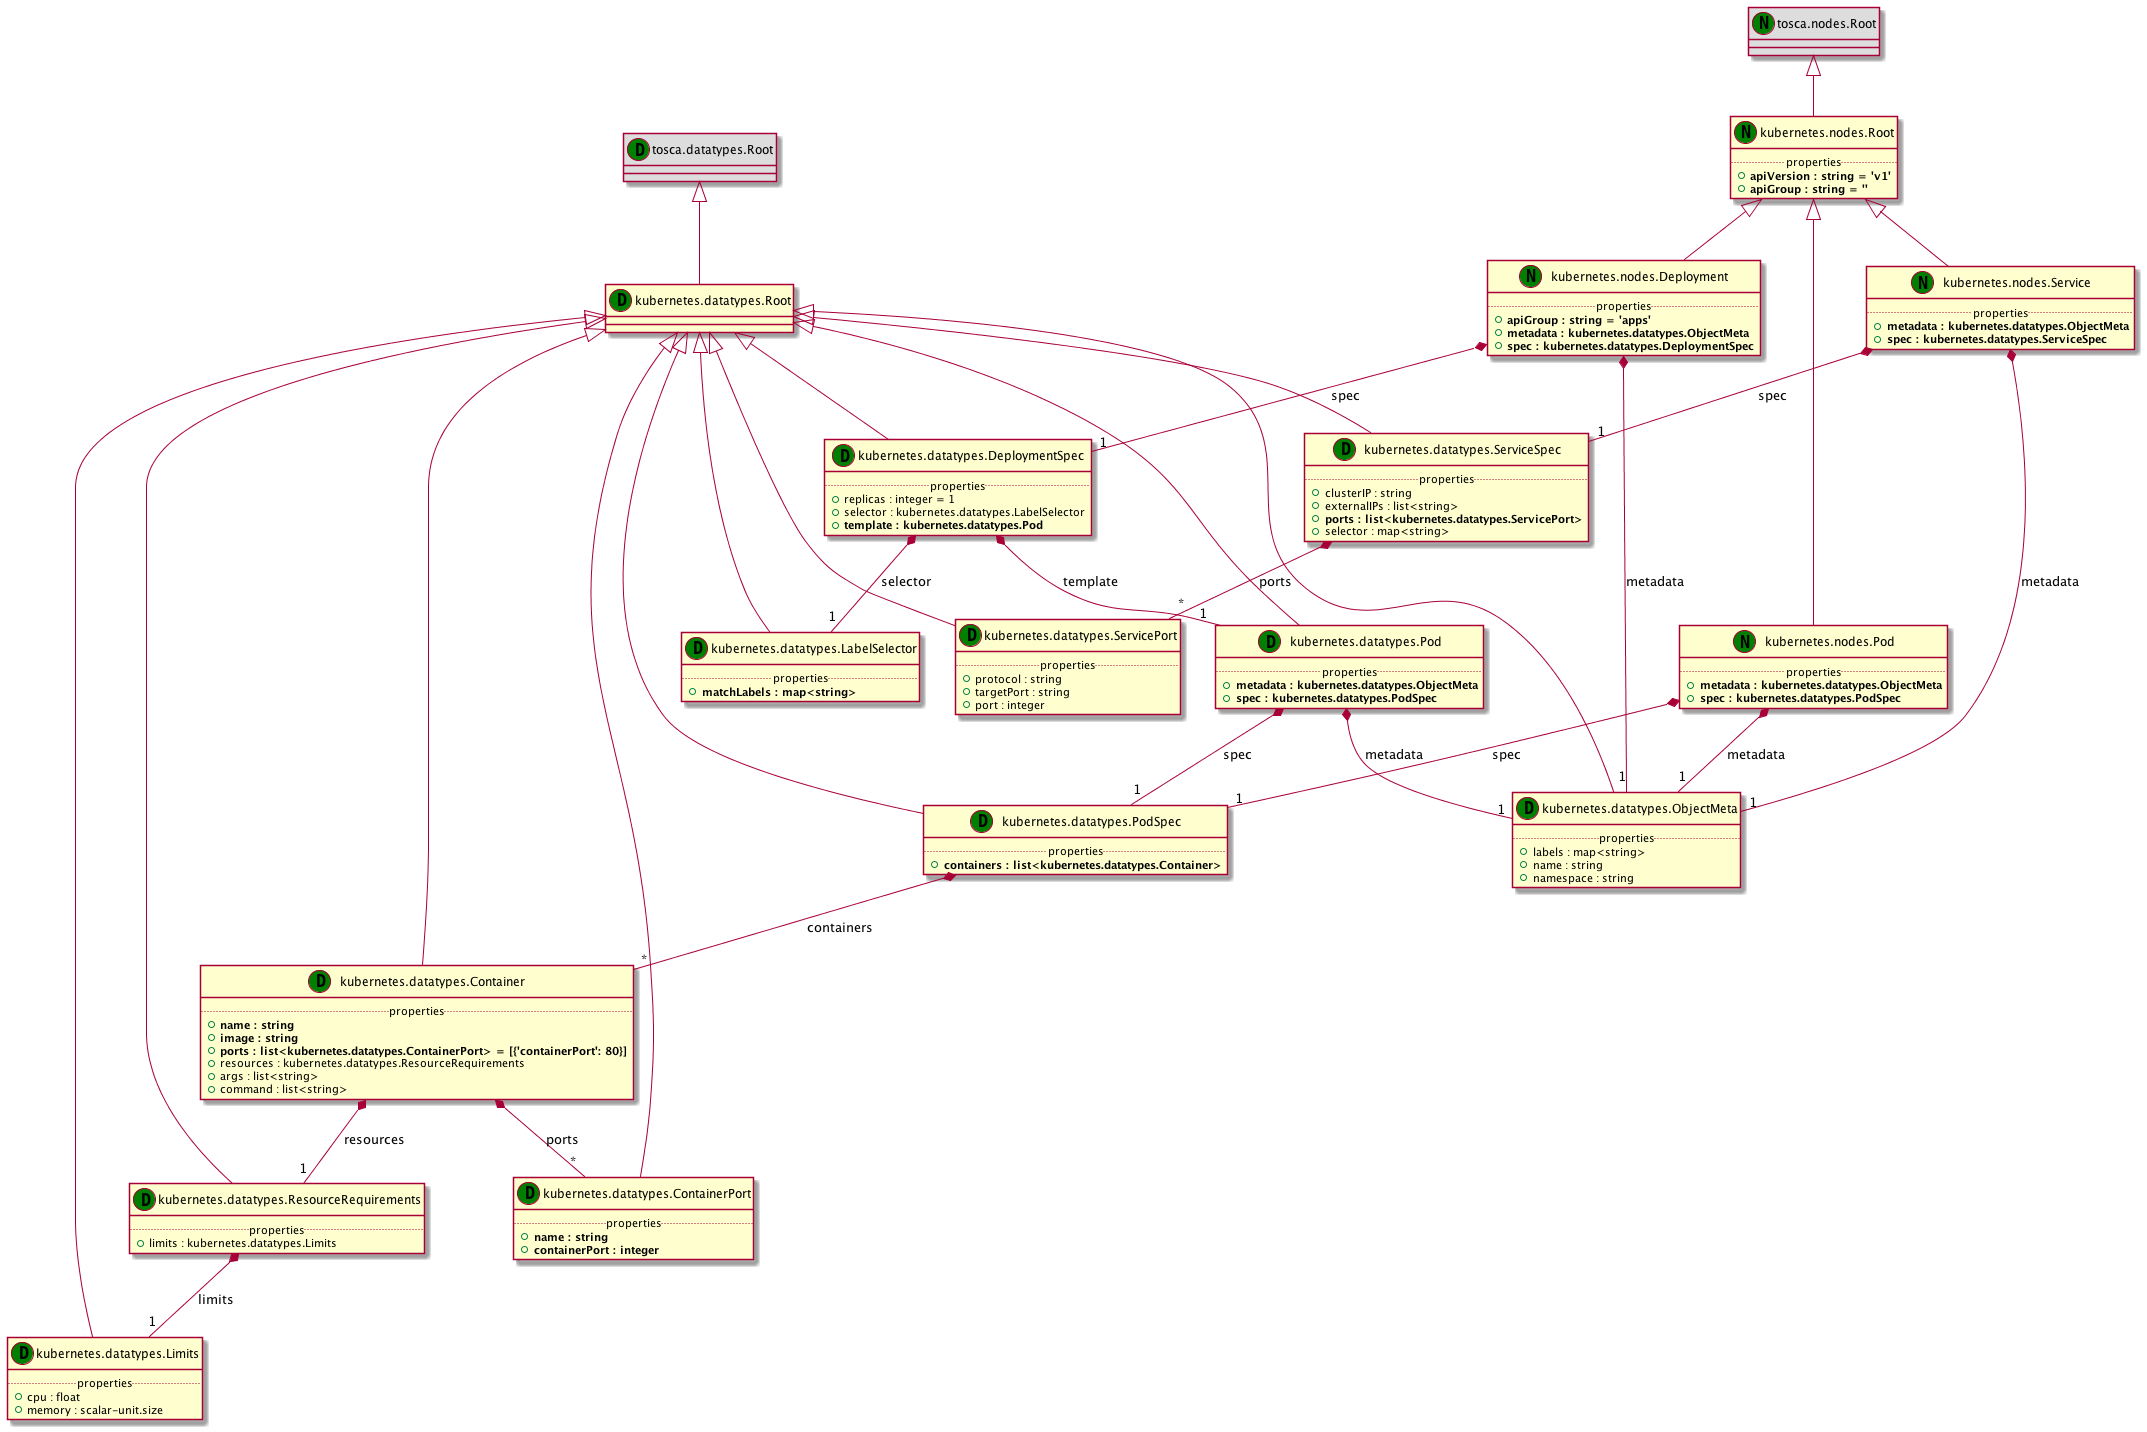 N tosca.nodes.Root
N kubernetes.nodes.Root
properties
apiVersion : string = 'v1'
apiGroup : string = ''
D tosca.datatypes.Root
D kubernetes.datatypes.Root
N kubernetes.nodes.Deployment
properties
apiGroup : string = 'apps'
metadata : kubernetes.datatypes.ObjectMeta
spec : kubernetes.datatypes.DeploymentSpec
N kubernetes.nodes.Service
properties
metadata : kubernetes.datatypes.ObjectMeta
spec : kubernetes.datatypes.ServiceSpec
spec
1
spec
1
D kubernetes.datatypes.DeploymentSpec
properties
replicas : integer = 1
selector : kubernetes.datatypes.LabelSelector
template : kubernetes.datatypes.Pod
D kubernetes.datatypes.ServiceSpec
properties
clusterIP : string
externalIPs : list<string>
ports : list<kubernetes.datatypes.ServicePort>
selector : map<string>
selector
1
template
1
ports
*
metadata
1
metadata
1
D kubernetes.datatypes.LabelSelector
properties
matchLabels : map<string>
D kubernetes.datatypes.ServicePort
properties
protocol : string
targetPort : string
port : integer
D kubernetes.datatypes.Pod
properties
metadata : kubernetes.datatypes.ObjectMeta
spec : kubernetes.datatypes.PodSpec
N kubernetes.nodes.Pod
properties
metadata : kubernetes.datatypes.ObjectMeta
spec : kubernetes.datatypes.PodSpec
spec
1
metadata
1
spec
1
metadata
1
D kubernetes.datatypes.PodSpec
properties
containers : list<kubernetes.datatypes.Container>
D kubernetes.datatypes.ObjectMeta
properties
labels : map<string>
name : string
namespace : string
containers
*
D kubernetes.datatypes.Container
properties
name : string
image : string
ports : list<kubernetes.datatypes.ContainerPort> = [{'containerPort': 80}]
resources : kubernetes.datatypes.ResourceRequirements
args : list<string>
command : list<string>
resources
1
ports
*
D kubernetes.datatypes.ResourceRequirements
properties
limits : kubernetes.datatypes.Limits
D kubernetes.datatypes.ContainerPort
properties
name : string
containerPort : integer
limits
1
D kubernetes.datatypes.Limits
properties
cpu : float
memory : scalar-unit.size